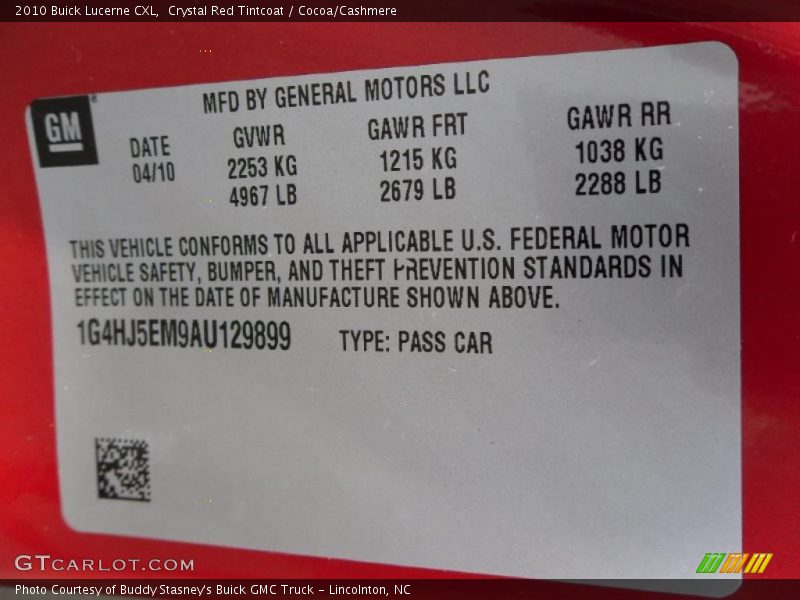 2010 Buick Lucerne CXL,  Crystal Red Tintcoat / Cocoa/Cashmere
MFD BY GENERAL MOTORS LLC
GM
DATE GVWR GAWR FRT GAWR RR
04/10 2253 KG 1215 KG 1038 KG
4967 LB 2679 LB 2288 LB
THIS VEHICLE CONFORMS TO ALL APPLICABLE U.S. FEDERAL MOTOR
VEHICLE SAFETY, BUMPER, AND THEFT PREVENTION STANDARDS IN
EFFECT ON THE DATE OF MANUFACTURE SHOWN ABOVE.
1G4HJ5EM9AU129899 TYPE: PASS CAR
GTCARLOT.COM
Photo Courtesy of Buddy Stasney's Buick GMC Truck - Lincolnton, NC